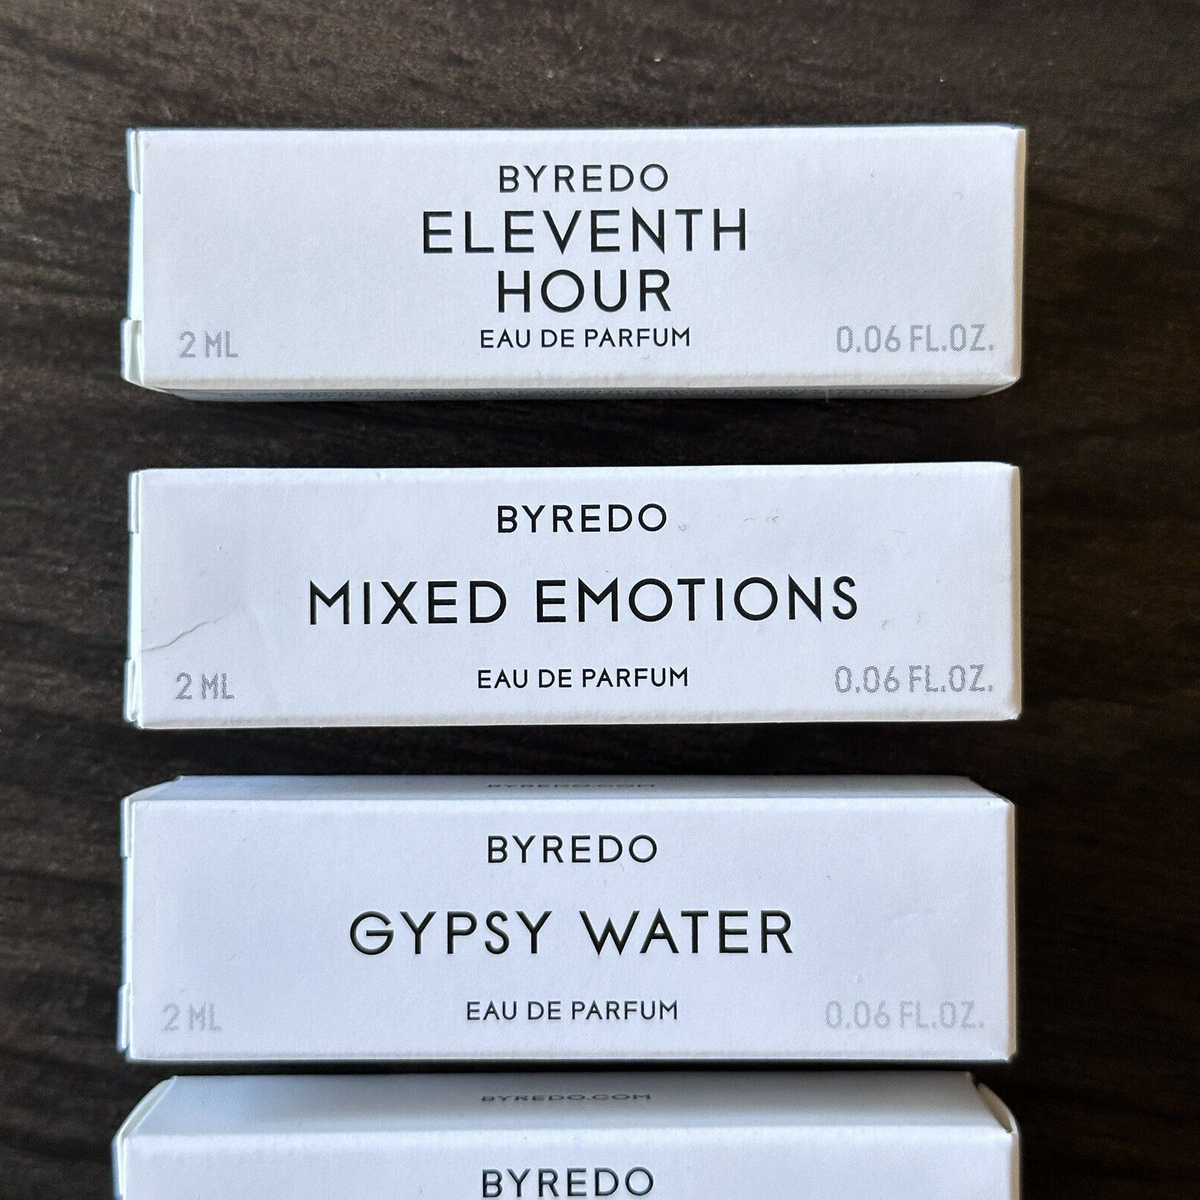 BYREDO
ELEVENTH
HOUR
EAU DE PARFUM
2 ML 0.06 FL.OZ.
BYREDO
MIXED EMOTIONS
EAU DE PARFUM
2 ML 0.06 FL.OZ.
BYREDO.COM
BYREDO
GYPSY WATER
EAU DE PARFUM
2 ML 0.06 FL.OZ.
BYREDO.COM
BYREDO